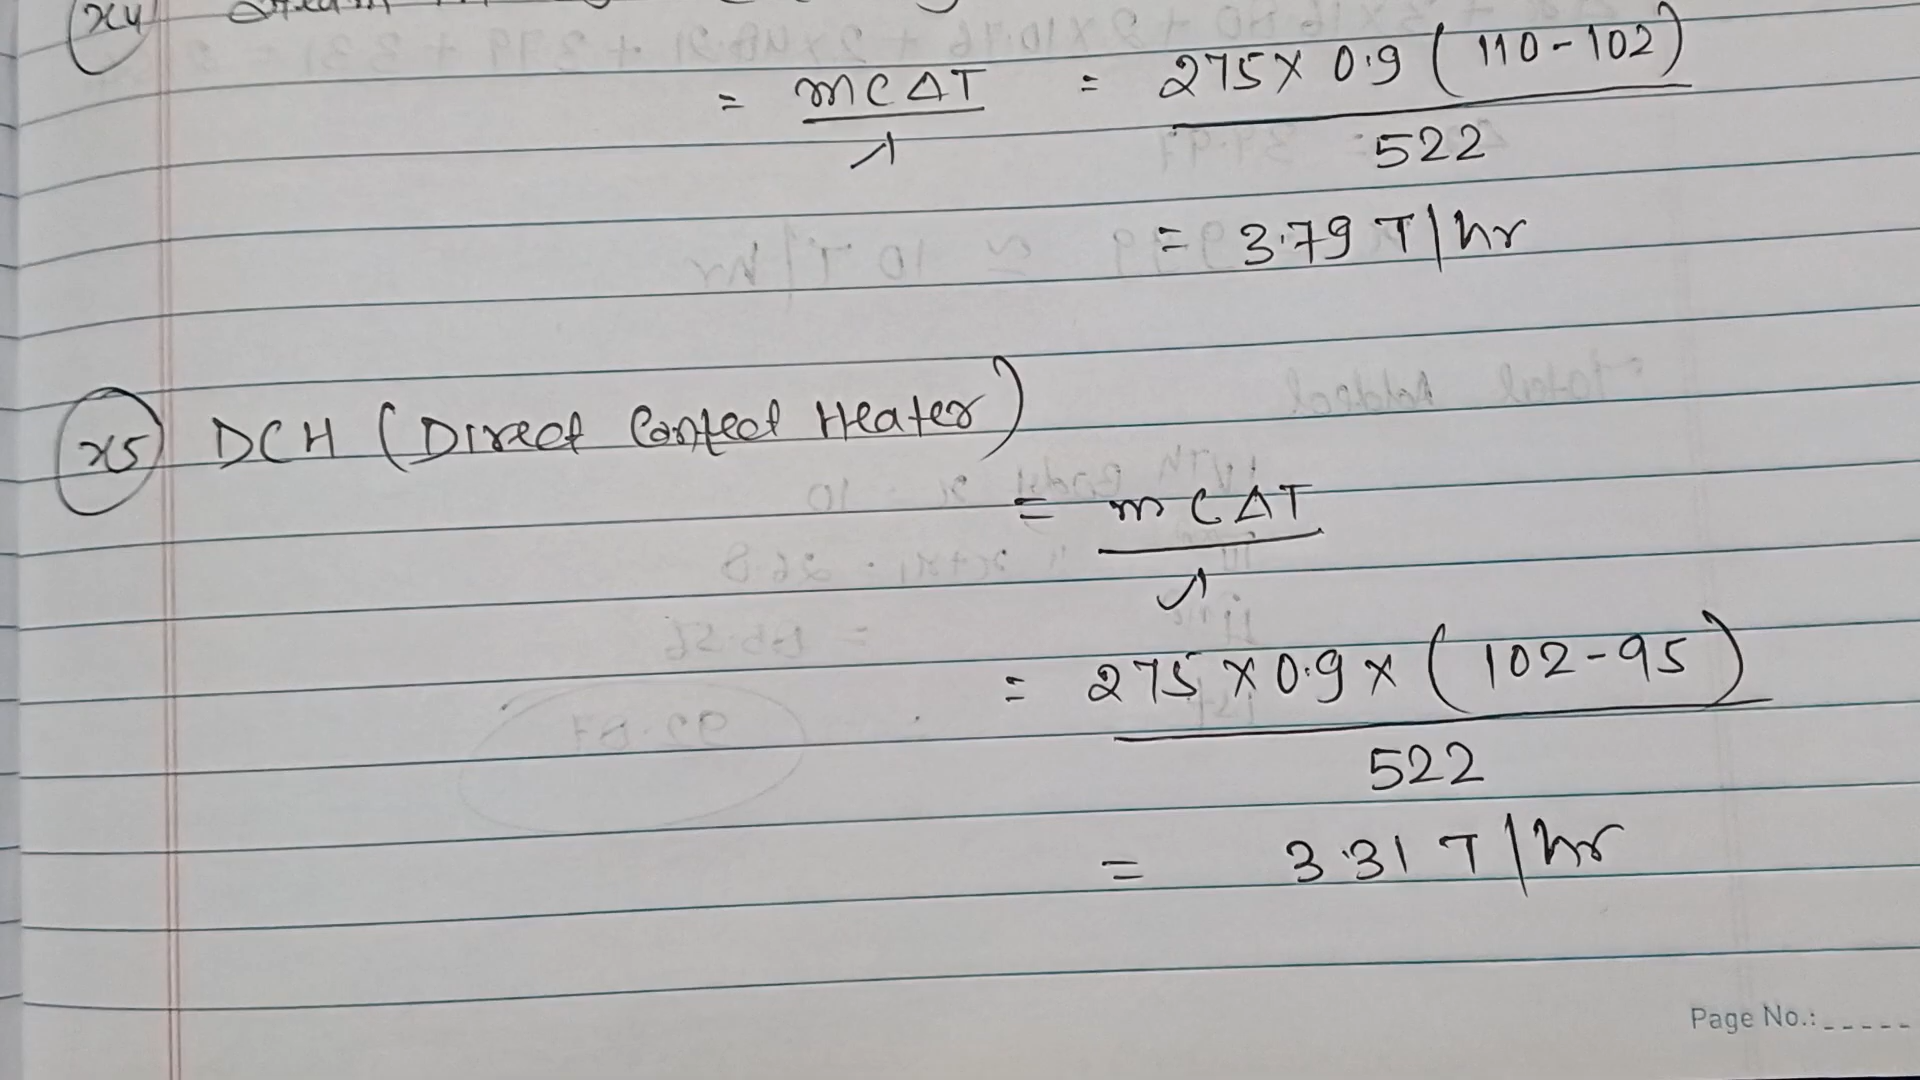 x4
= mCΔT / λ = 275 × 0.9 (110-102) / 522
= 3.79 T/hr
x5 DCH (Direct Contect Heater)
= mCΔT / λ
= 275 × 0.9 × (102-95) / 522
= 3.31 T/hr
Page No.: